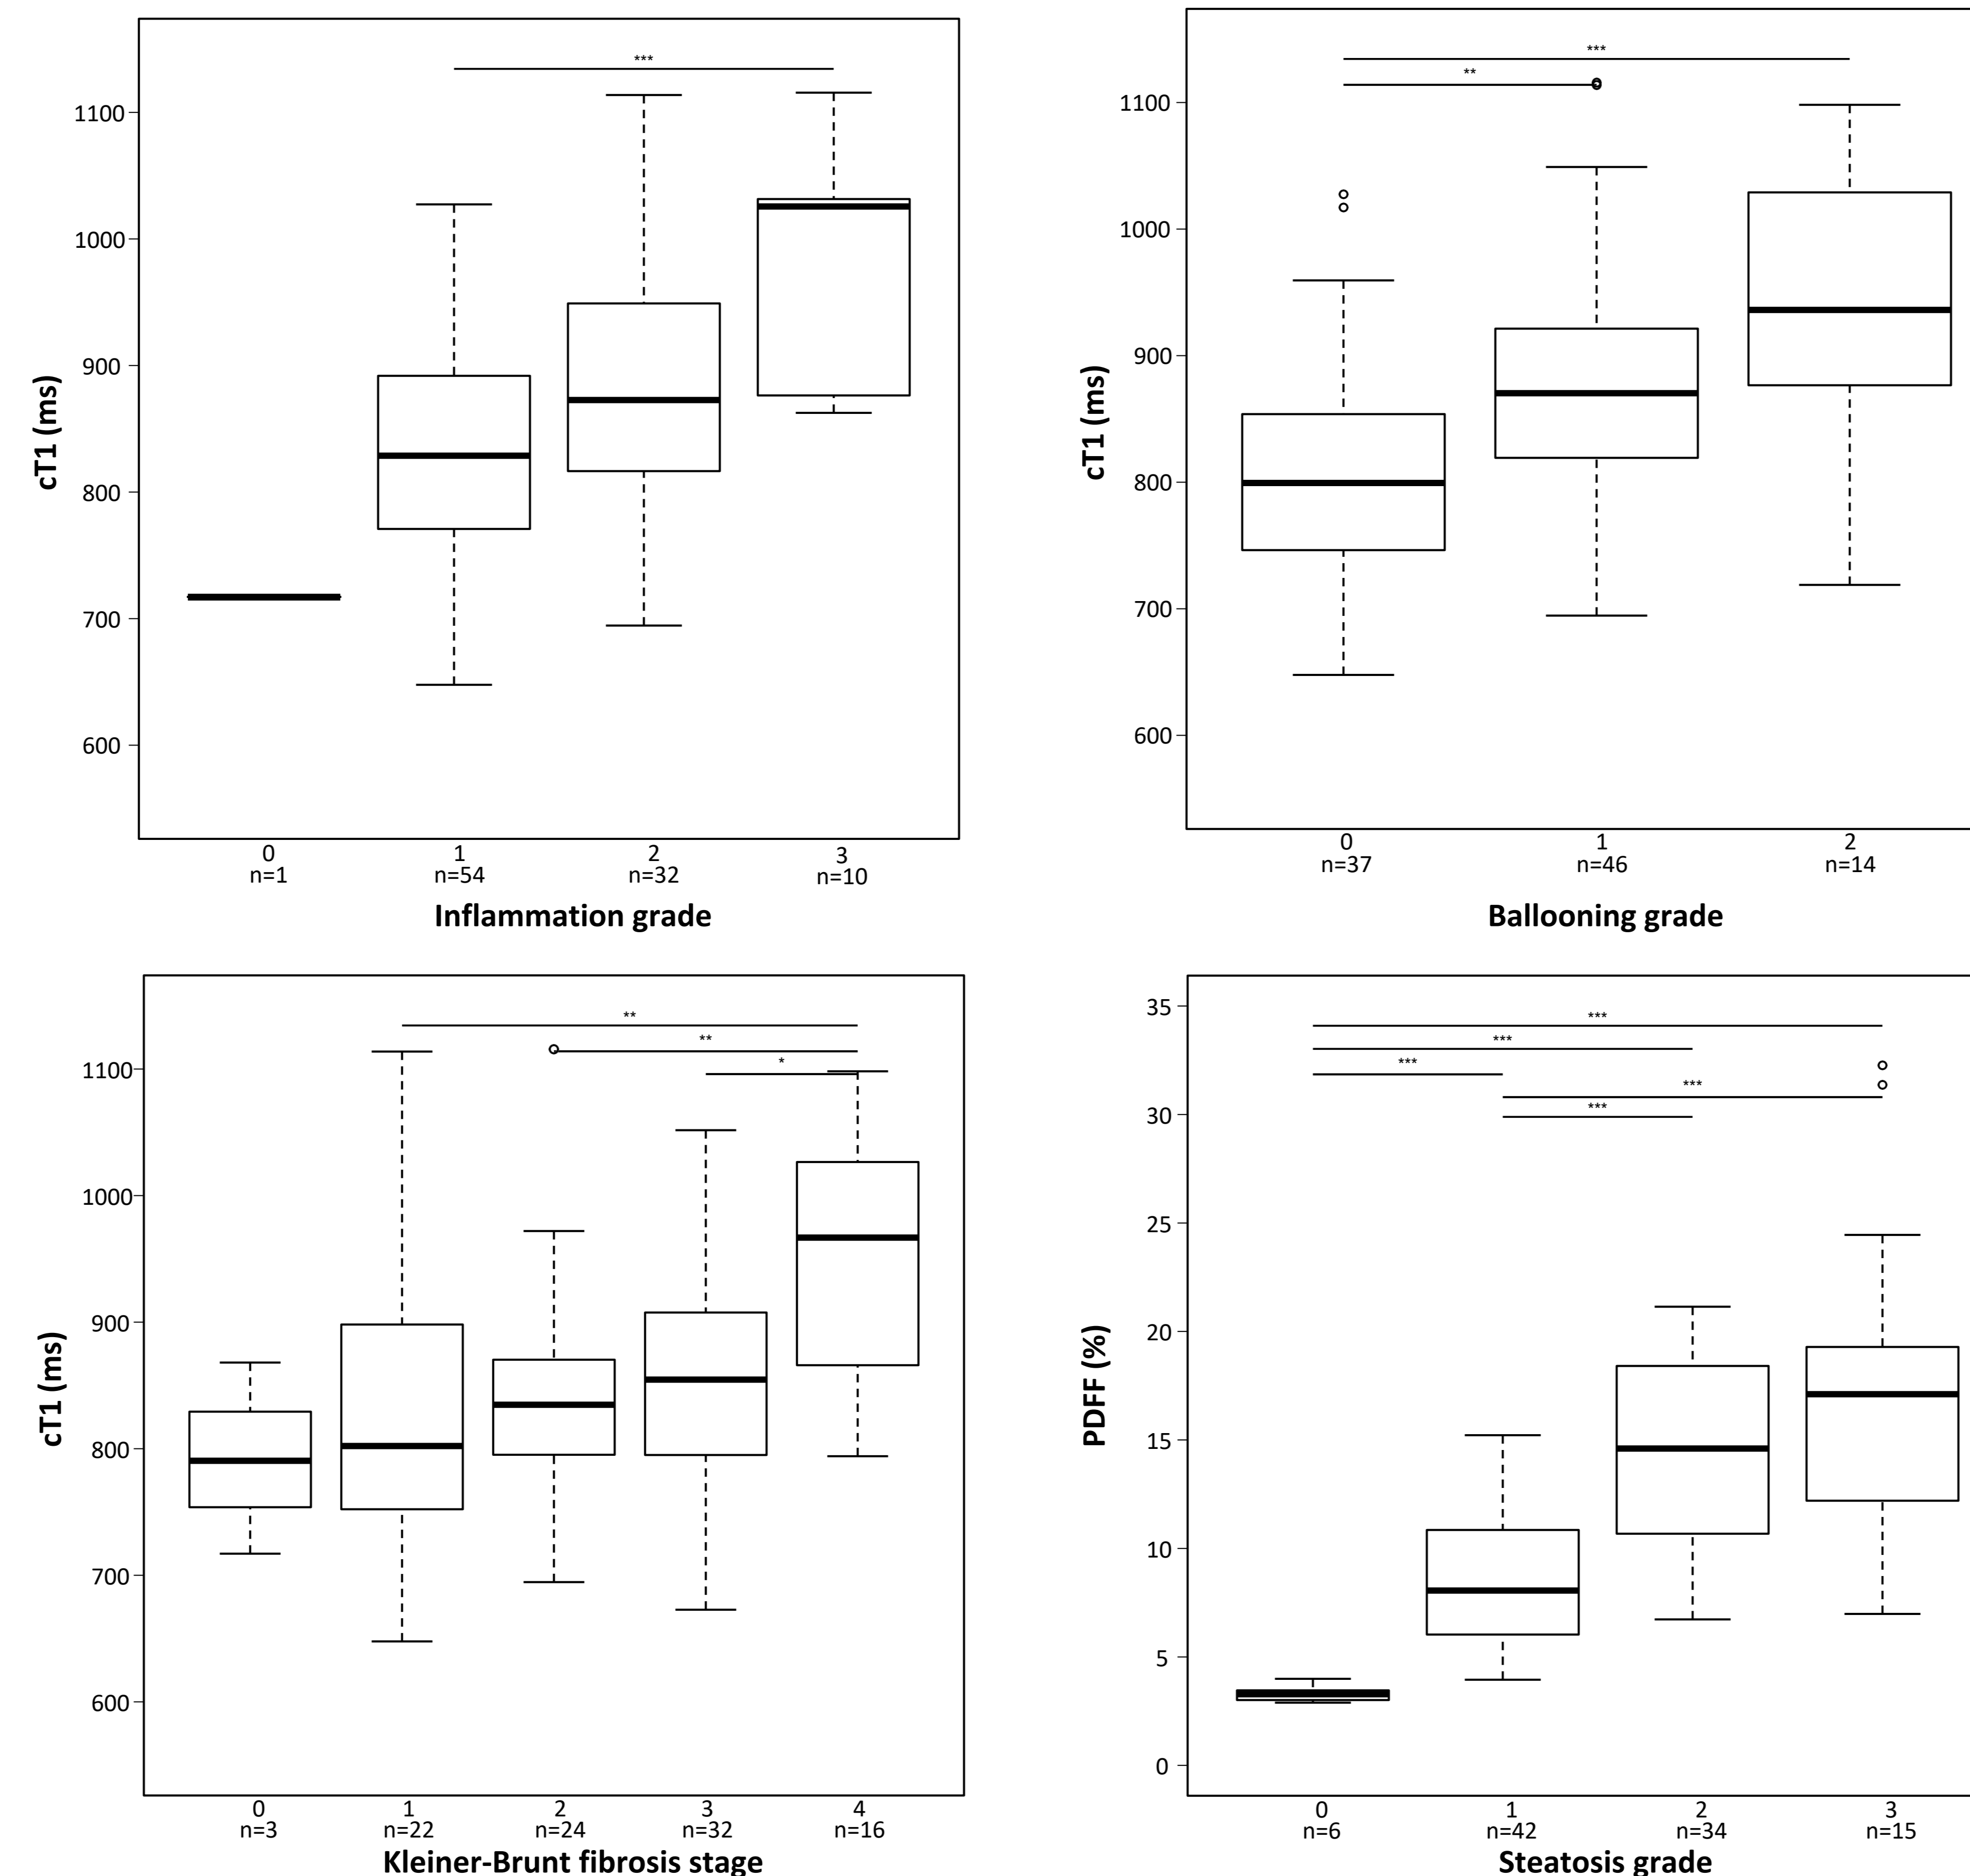 ***
1100
1000
900
800
700
600
cT1 (ms)
0 1 2 3
n=1 n=54 n=32 n=10
Inflammation grade
***
**
1100
1000
900
800
700
600
cT1 (ms)
0 1 2
n=37 n=46 n=14
Ballooning grade
**
**
*
1100
1000
900
800
700
600
cT1 (ms)
0 1 2 3 4
n=3 n=22 n=24 n=32 n=16
Kleiner-Brunt fibrosis stage
35
***
***
***
***
***
30
25
20
15
10
5
0
PDFF (%)
0 1 2 3
n=6 n=42 n=34 n=15
Steatosis grade